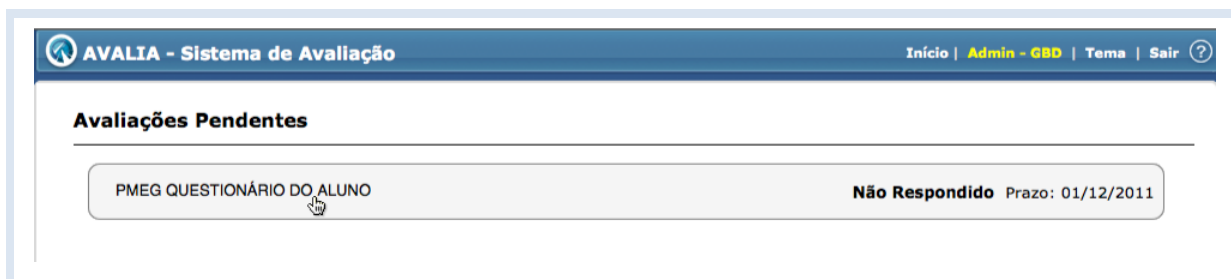 AVALIA - Sistema de Avaliação
Início | Admin - GBD | Tema | Sair ?
Avaliações Pendentes
PMEG QUESTIONÁRIO DO ALUNO
Não Respondido Prazo: 01/12/2011